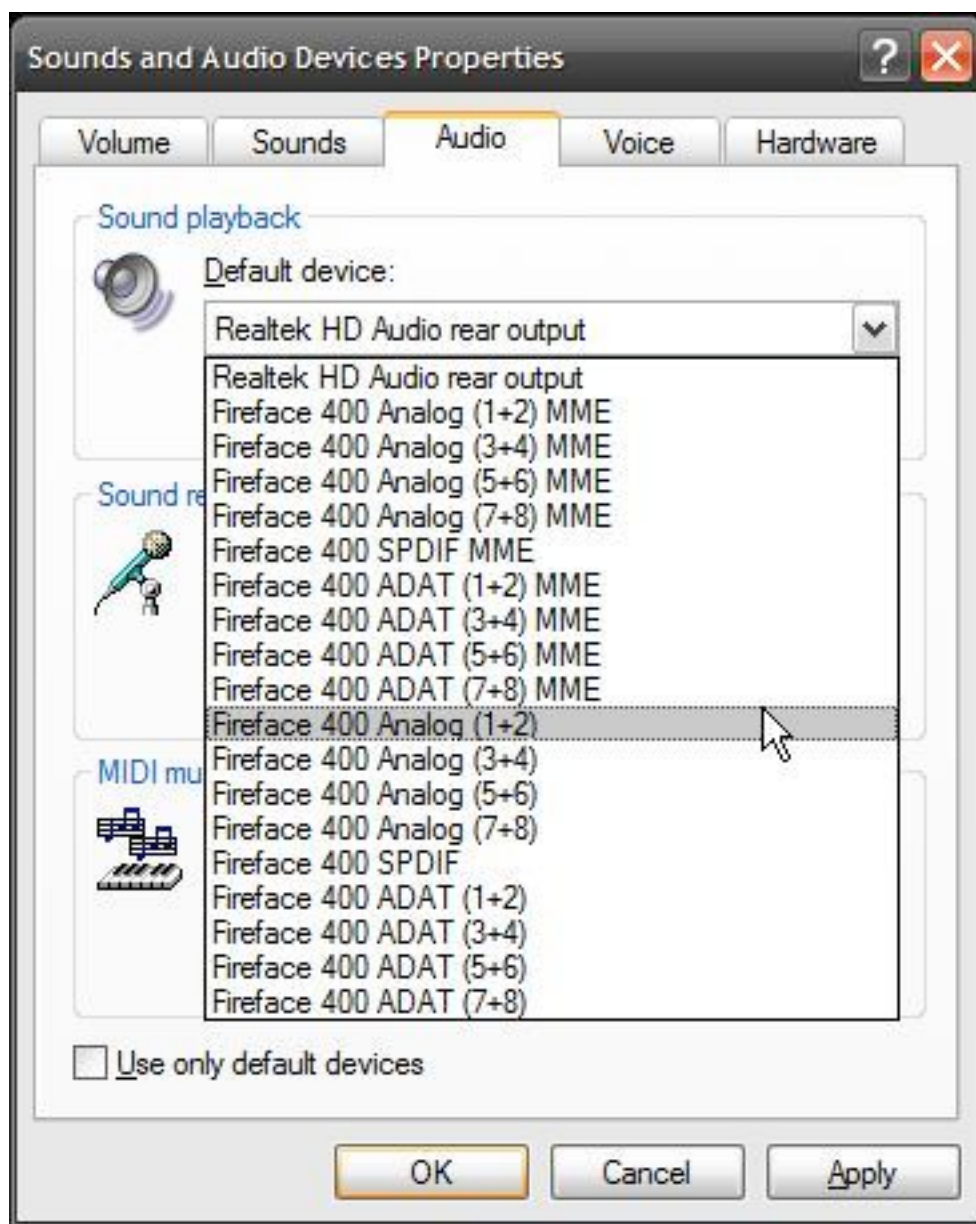 Sounds and Audio Devices Properties
?
Volume Sounds Audio Voice Hardware
Sound playback
Default device:
Realtek HD Audio rear output
Realtek HD Audio rear output
Fireface 400 Analog (1+2) MME
Fireface 400 Analog (3+4) MME
Fireface 400 Analog (5+6) MME
Sound re
Fireface 400 Analog (7+8) MME
Fireface 400 SPDIF MME
Fireface 400 ADAT (1+2) MME
Fireface 400 ADAT (3+4) MME
Fireface 400 ADAT (5+6) MME
Fireface 400 ADAT (7+8) MME
Fireface 400 Analog (1+2)
Fireface 400 Analog (3+4)
MIDI mu
Fireface 400 Analog (5+6)
Fireface 400 Analog (7+8)
Fireface 400 SPDIF
Fireface 400 ADAT (1+2)
Fireface 400 ADAT (3+4)
Fireface 400 ADAT (5+6)
Fireface 400 ADAT (7+8)
Use only default devices
OK Cancel Apply